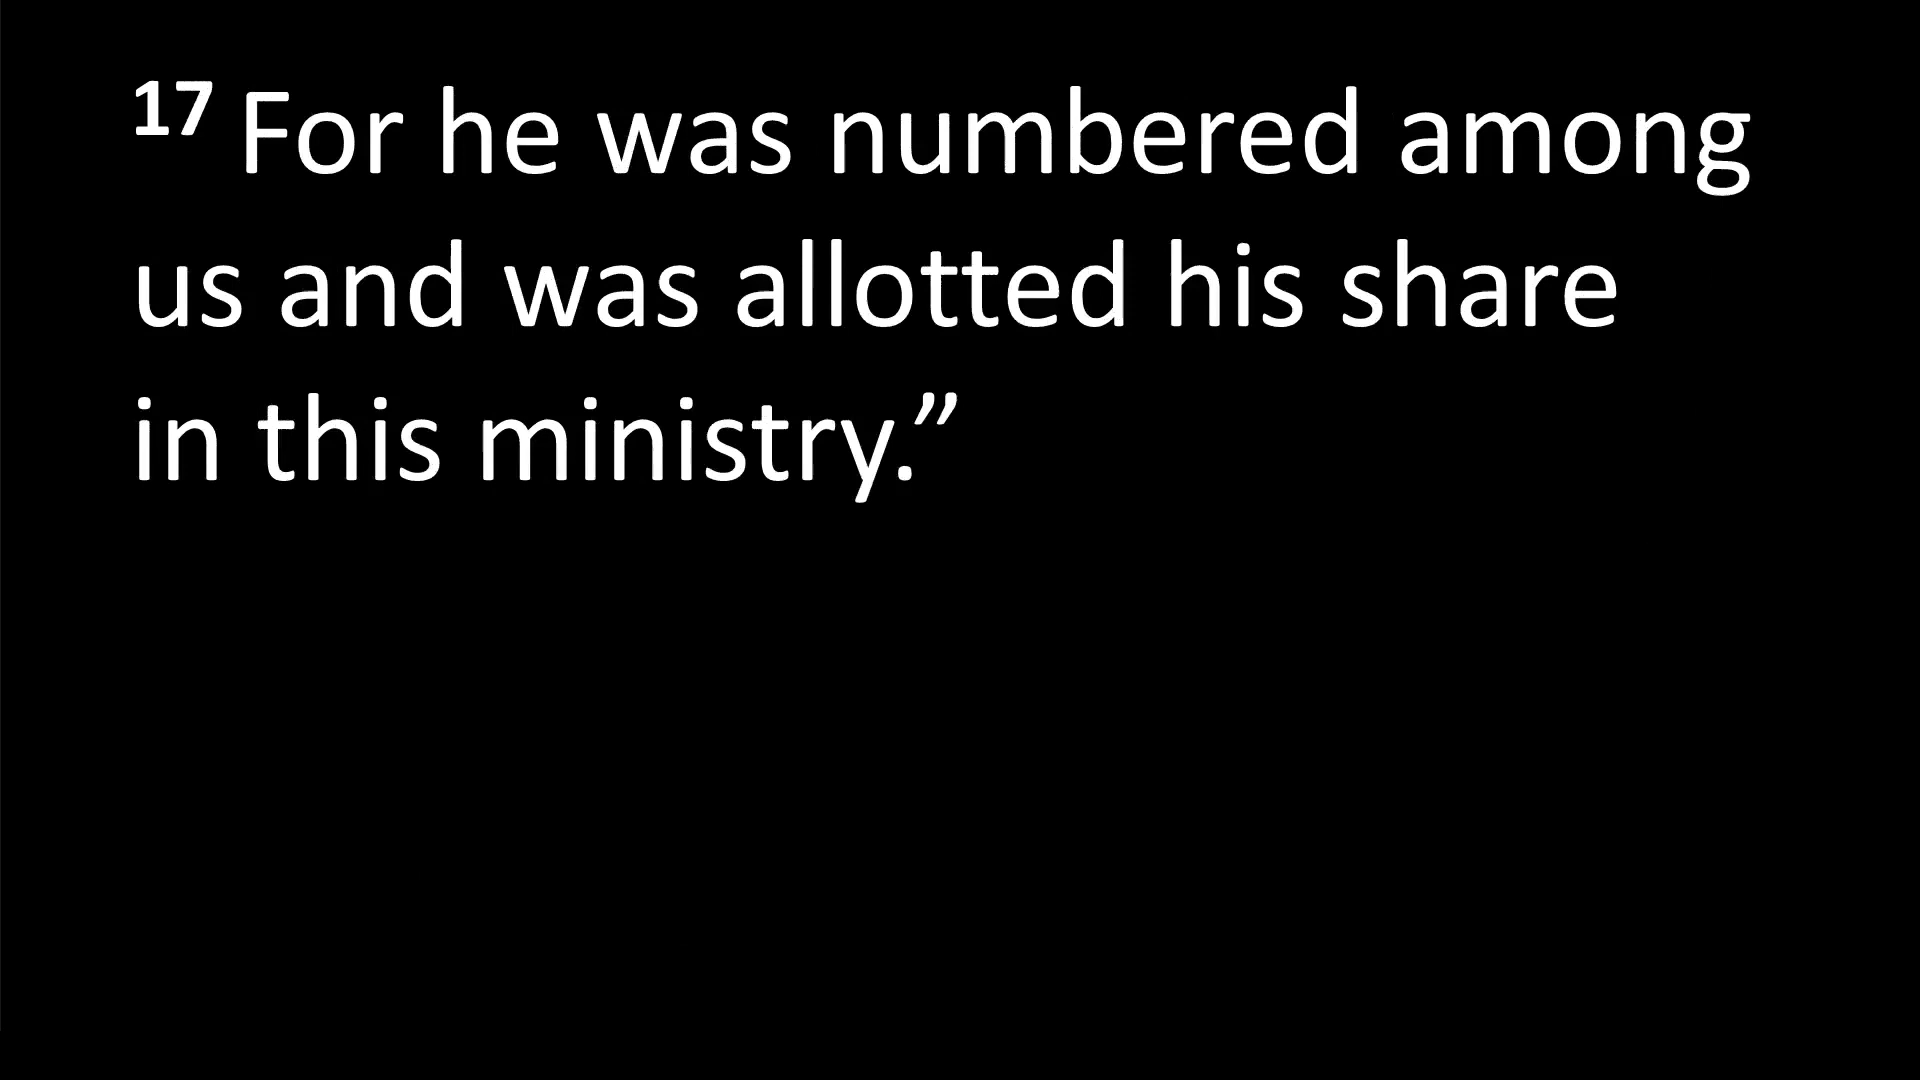 17 For he was numbered among
us and was allotted his share
in this ministry.”